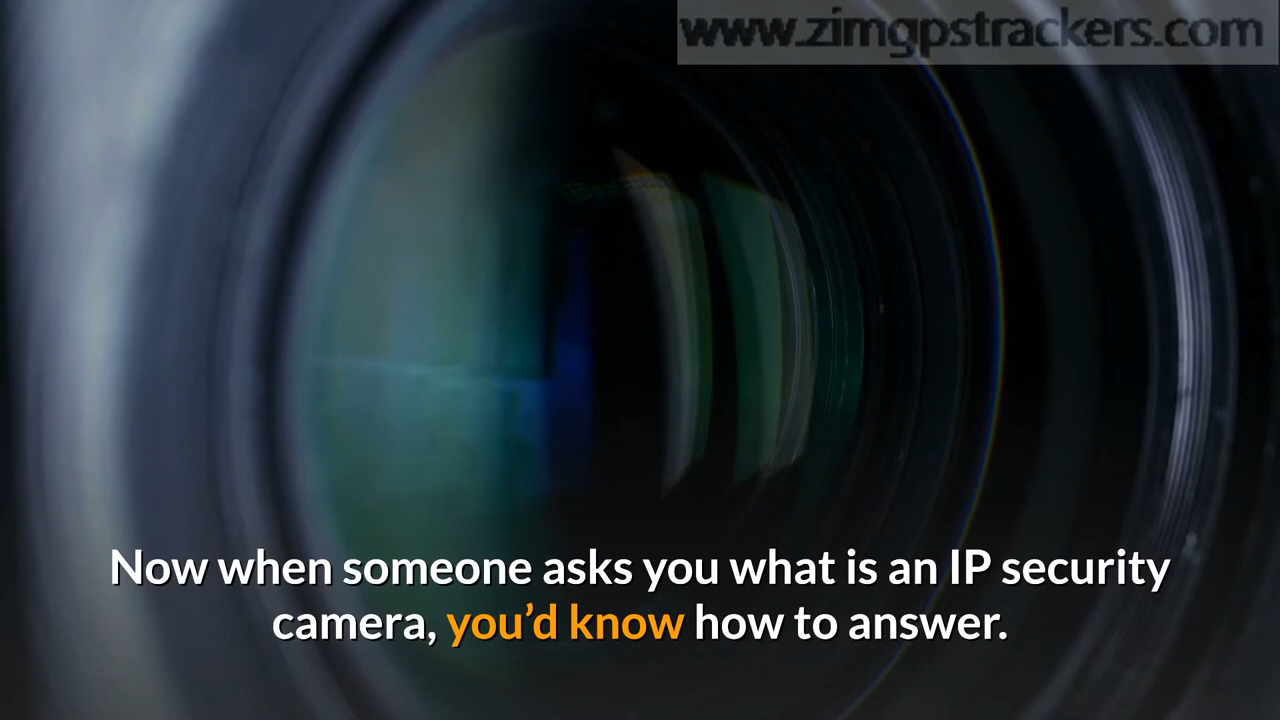 www.zimgpstrackers.com
Now when someone asks you what is an IP security
camera, you’d know how to answer.